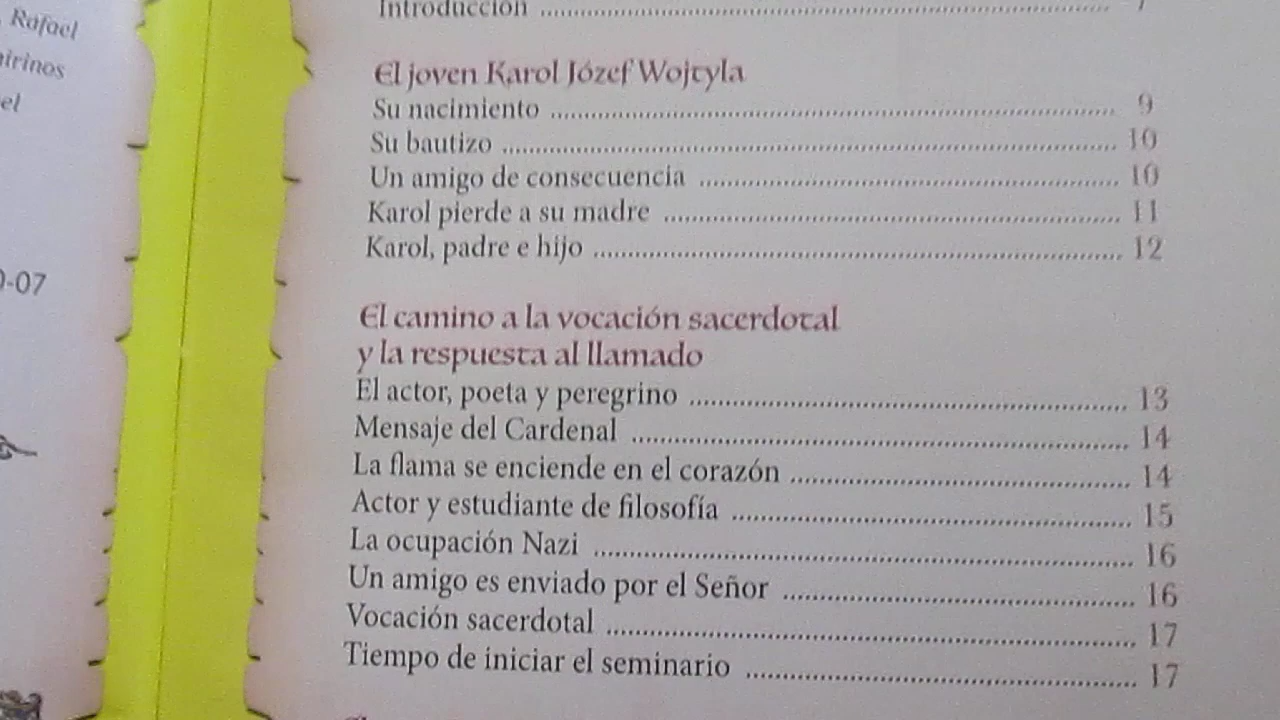 Rafael
el
0-07
Introducción ........ 7
El joven Karol Józef Wojtyla
Su nacimiento ........ 9
Su bautizo ........ 10
Un amigo de consecuencia ........ 10
Karol pierde a su madre ........ 11
Karol, padre e hijo ........ 12
El camino a la vocación sacerdotal
y la respuesta al llamado
El actor, poeta y peregrino ........ 13
Mensaje del Cardenal ........ 14
La flama se enciende en el corazón ........ 14
Actor y estudiante de filosofía ........ 15
La ocupación Nazi ........ 16
Un amigo es enviado por el Señor ........ 16
Vocación sacerdotal ........ 17
Tiempo de iniciar el seminario ........ 17